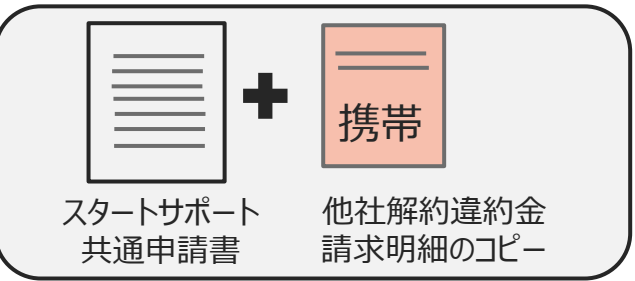 携帯
スタートサポート
共通申請書
他社解約違約金
請求明細のコピー